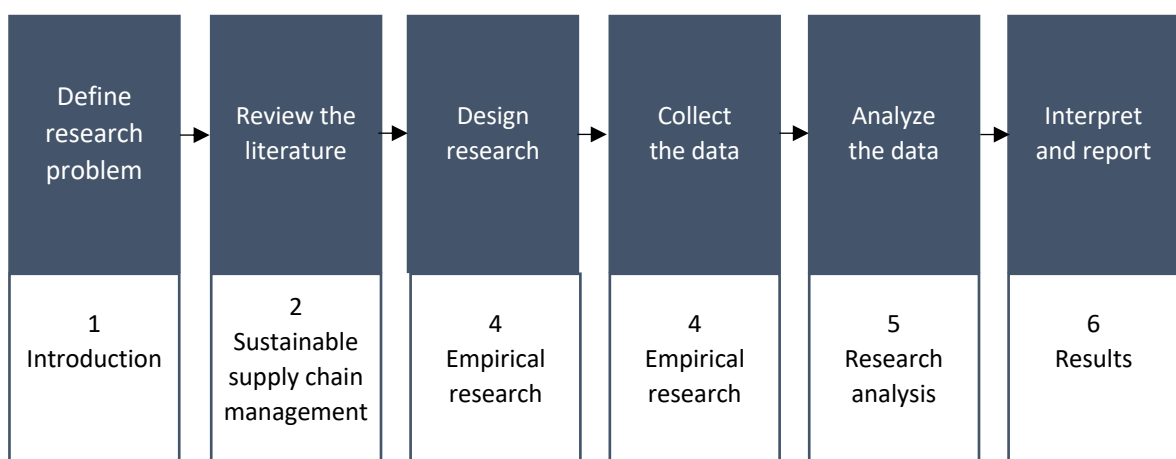 Define
research
problem
Review the
literature
Design
research
Collect
the data
Analyze
the data
Interpret
and report
1
Introduction
2
Sustainable
supply chain
management
4
Empirical
research
4
Empirical
research
5
Research
analysis
6
Results